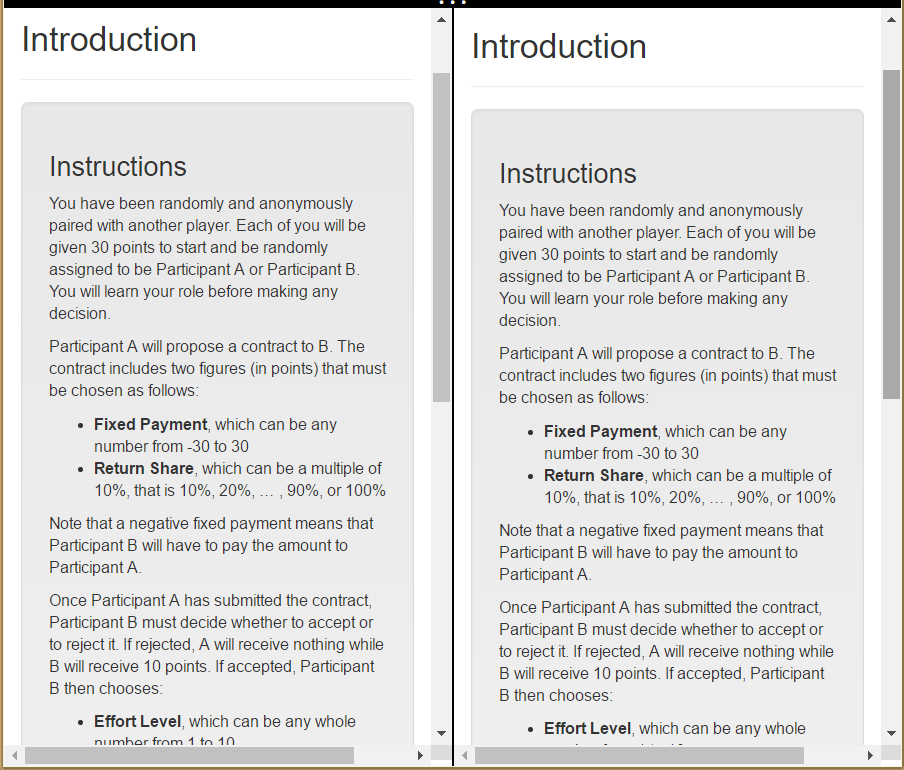 Introduction
Instructions
You have been randomly and anonymously
paired with another player. Each of you will be
given 30 points to start and be randomly
assigned to be Participant A or Participant B.
You will learn your role before making any
decision.
Participant A will propose a contract to B. The
contract includes two figures (in points) that must
be chosen as follows:
• Fixed Payment, which can be any
number from -30 to 30
• Return Share, which can be a multiple of
10%, that is 10%, 20%, … , 90%, or 100%
Note that a negative fixed payment means that
Participant B will have to pay the amount to
Participant A.
Once Participant A has submitted the contract,
Participant B must decide whether to accept or
to reject it. If rejected, A will receive nothing while
B will receive 10 points. If accepted, Participant
B then chooses:
• Effort Level, which can be any whole
number from 1 to 10
Introduction
Instructions
You have been randomly and anonymously
paired with another player. Each of you will be
given 30 points to start and be randomly
assigned to be Participant A or Participant B.
You will learn your role before making any
decision.
Participant A will propose a contract to B. The
contract includes two figures (in points) that must
be chosen as follows:
• Fixed Payment, which can be any
number from -30 to 30
• Return Share, which can be a multiple of
10%, that is 10%, 20%, … , 90%, or 100%
Note that a negative fixed payment means that
Participant B will have to pay the amount to
Participant A.
Once Participant A has submitted the contract,
Participant B must decide whether to accept or
to reject it. If rejected, A will receive nothing while
B will receive 10 points. If accepted, Participant
B then chooses:
• Effort Level, which can be any whole